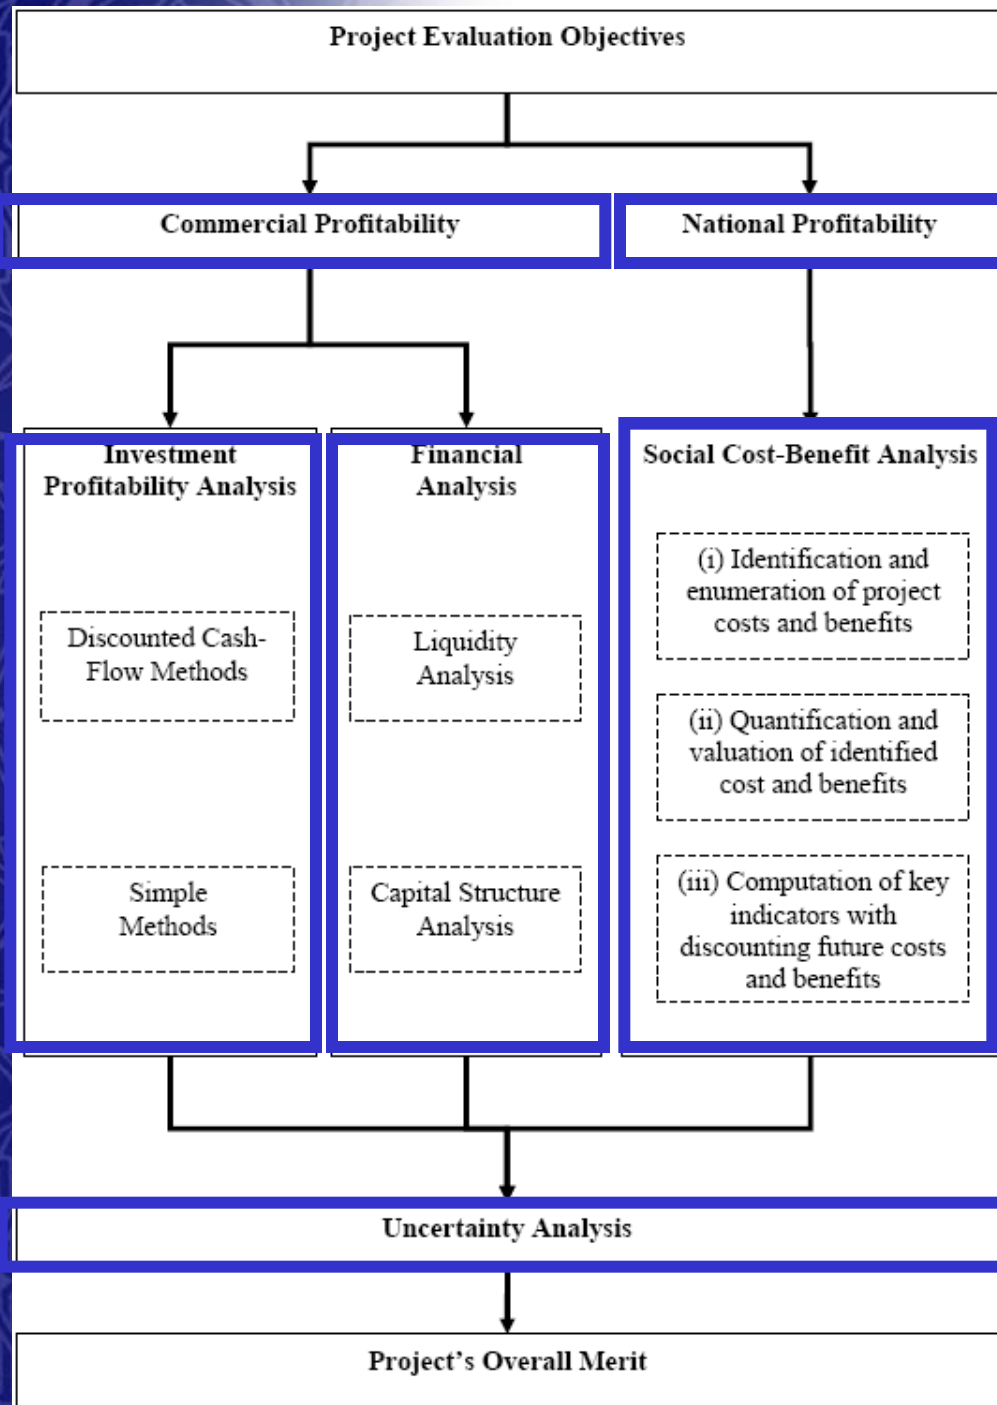 Project Evaluation Objectives
Commercial Profitability
National Profitability
Investment
Profitability Analysis
Discounted Cash-
Flow Methods
Simple
Methods
Financial
Analysis
Liquidity
Analysis
Capital Structure
Analysis
Social Cost-Benefit Analysis
(i) Identification and
enumeration of project
costs and benefits
(ii) Quantification and
valuation of identified
cost and benefits
(iii) Computation of key
indicators with
discounting future costs
and benefits
Uncertainty Analysis
Project’s Overall Merit